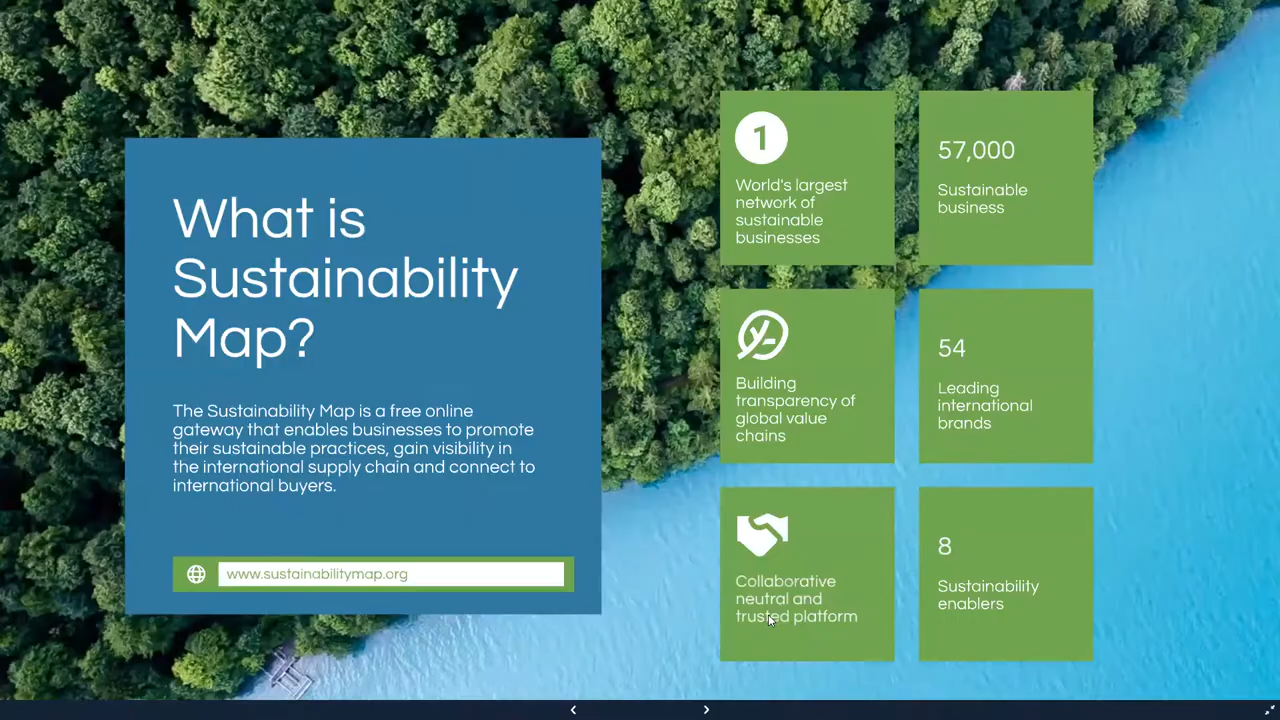 What is
Sustainability
Map?
The Sustainability Map is a free online
gateway that enables businesses to promote
their sustainable practices, gain visibility in
the international supply chain and connect to
international buyers.
www.sustainabilitymap.org
1
World's largest
network of
sustainable
businesses
57,000
Sustainable
business
Building
transparency of
global value
chains
54
Leading
international
brands
Collaborative
neutral and
trusted platform
8
Sustainability
enablers